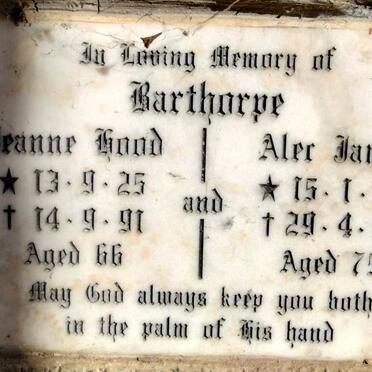 In Loving Memory of
Barthorpe
eanne Hood Alec Ja
★ 13 · 9 · 25 ★ 15 · 1 ·
† 14 · 9 · 91 and † 29 · 4 ·
Aged 66 Aged 7
May God always keep you both
in the palm of His hand